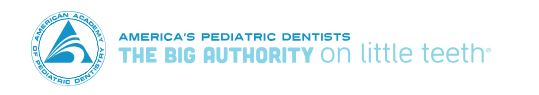 AMERICAN ACADEMY
OF PEDIATRIC DENTISTRY
AMERICA'S PEDIATRIC DENTISTS
THE BIG AUTHORITY on little teeth®